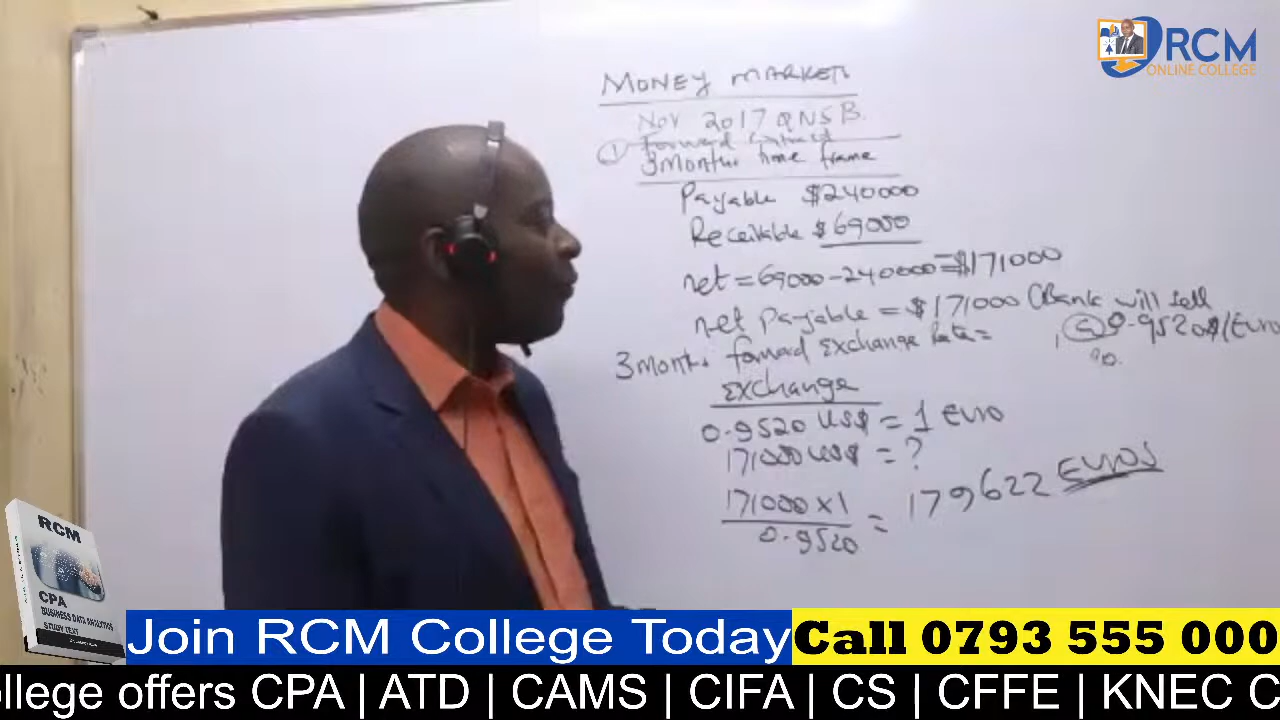 RCM
ONLINE COLLEGE
MONEY MARKET
Nov 2017 QNS B.
① Forward contract
3 Months time frame
Payable $240000
Receivable $69000
net = 69000 - 240000 = $171000
net payable = $171000 (Bank will sell
0.9520$/Euro
3 months forward exchange rate =
Exchange
0.9520 US$ = 1 euro
171000 US$ = ?
171000 x 1
0.9520
= 179622 Euros
RCM
CPA
BUSINESS DATA ANALYTICS
STUDY TEXT
Join RCM College Today
Call 0793 555 000
ollege offers CPA | ATD | CAMS | CIFA | CS | CFFE | KNEC C